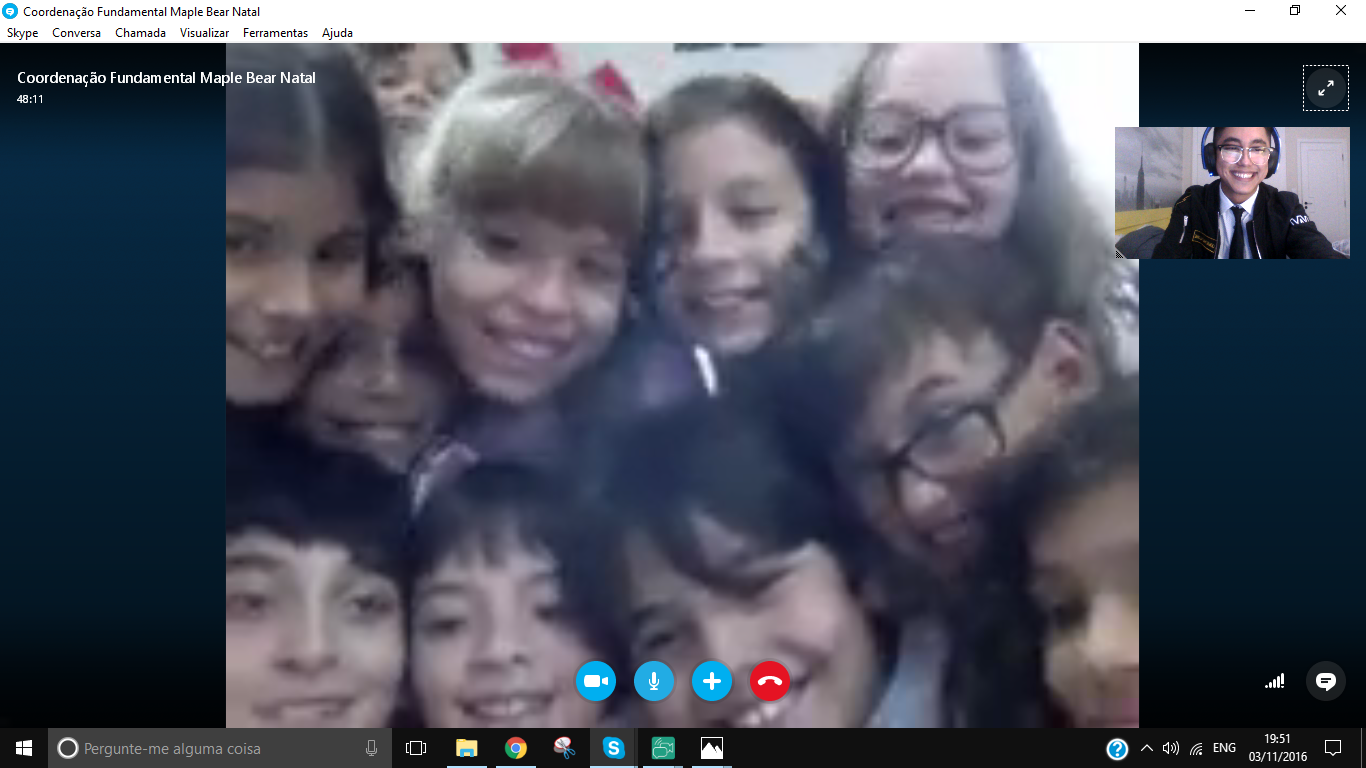 Coordenação Fundamental Maple Bear Natal
Skype Conversa Chamada Visualizar Ferramentas Ajuda
Coordenação Fundamental Maple Bear Natal
48:11
Pergunte-me alguma coisa
ENG
19:51
03/11/2016